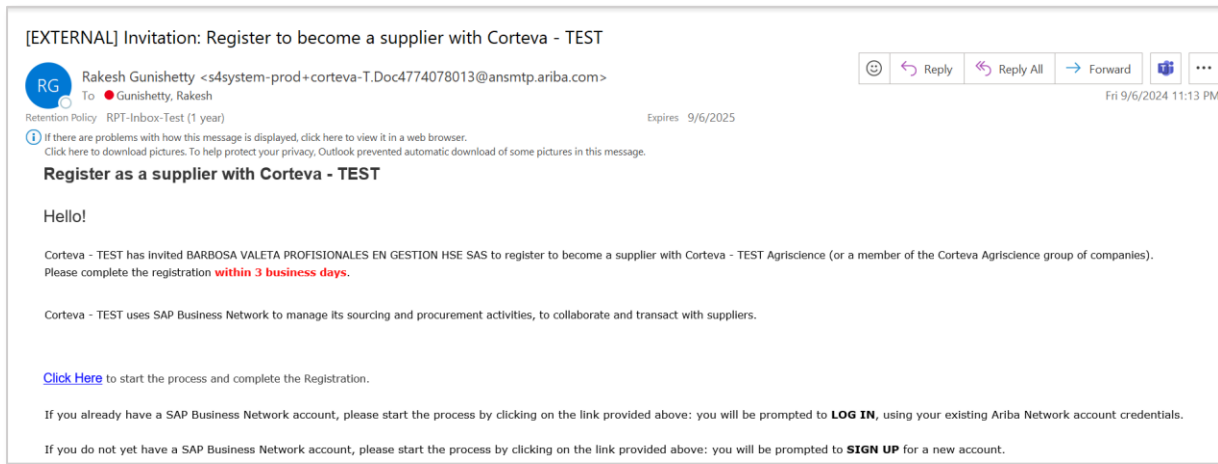 [EXTERNAL] Invitation: Register to become a supplier with Corteva - TEST
RG
Rakesh Gunishetty <s4system-prod+corteva-T.Doc4774078013@ansmtp.ariba.com>
To Gunishetty, Rakesh
Reply
Reply All
Forward
Fri 9/6/2024 11:13 PM
Retention Policy RPT-Inbox-Test (1 year)
Expires 9/6/2025
If there are problems with how this message is displayed, click here to view it in a web browser.
Click here to download pictures. To help protect your privacy, Outlook prevented automatic download of some pictures in this message.
Register as a supplier with Corteva - TEST
Hello!
Corteva - TEST has invited BARBOSA VALETA PROFISIONALES EN GESTION HSE SAS to register to become a supplier with Corteva - TEST Agriscience (or a member of the Corteva Agriscience group of companies).
Please complete the registration within 3 business days.
Corteva - TEST uses SAP Business Network to manage its sourcing and procurement activities, to collaborate and transact with suppliers.
Click Here to start the process and complete the Registration.
If you already have a SAP Business Network account, please start the process by clicking on the link provided above: you will be prompted to LOG IN, using your existing Ariba Network account credentials.
If you do not yet have a SAP Business Network account, please start the process by clicking on the link provided above: you will be prompted to SIGN UP for a new account.